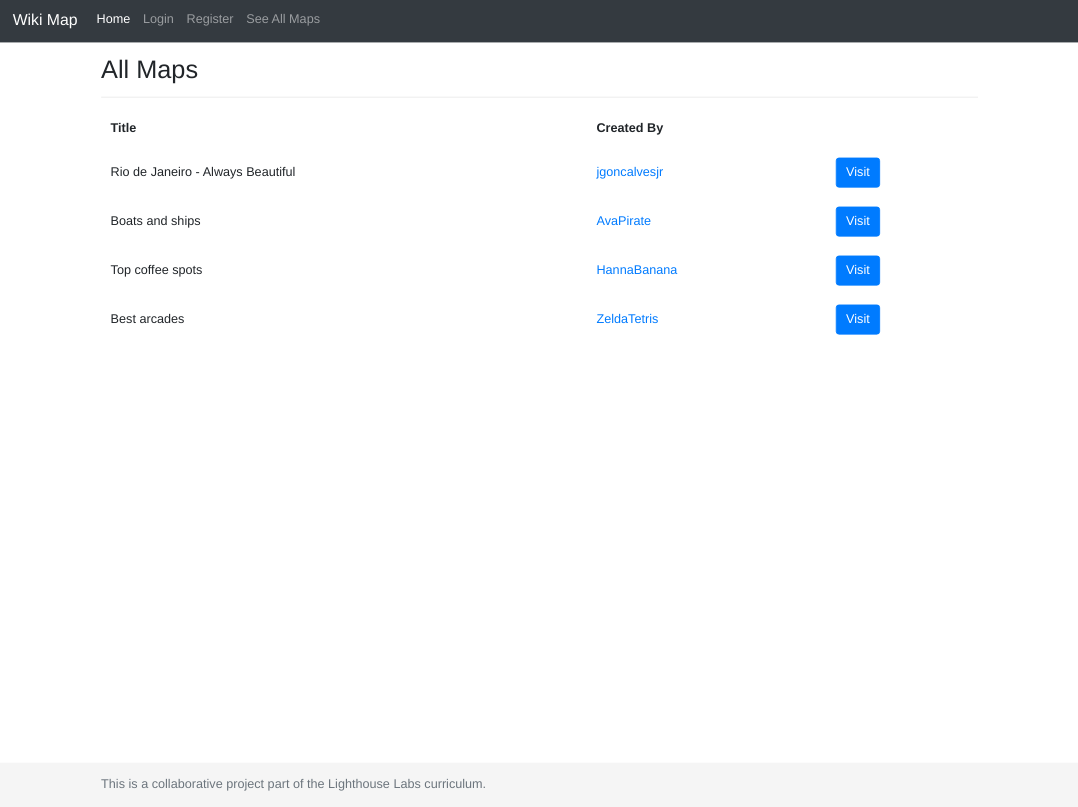 Wiki Map Home Login Register See All Maps
All Maps
Title Created By
Rio de Janeiro - Always Beautiful jgoncalvesjr Visit
Boats and ships AvaPirate Visit
Top coffee spots HannaBanana Visit
Best arcades ZeldaTetris Visit
This is a collaborative project part of the Lighthouse Labs curriculum.